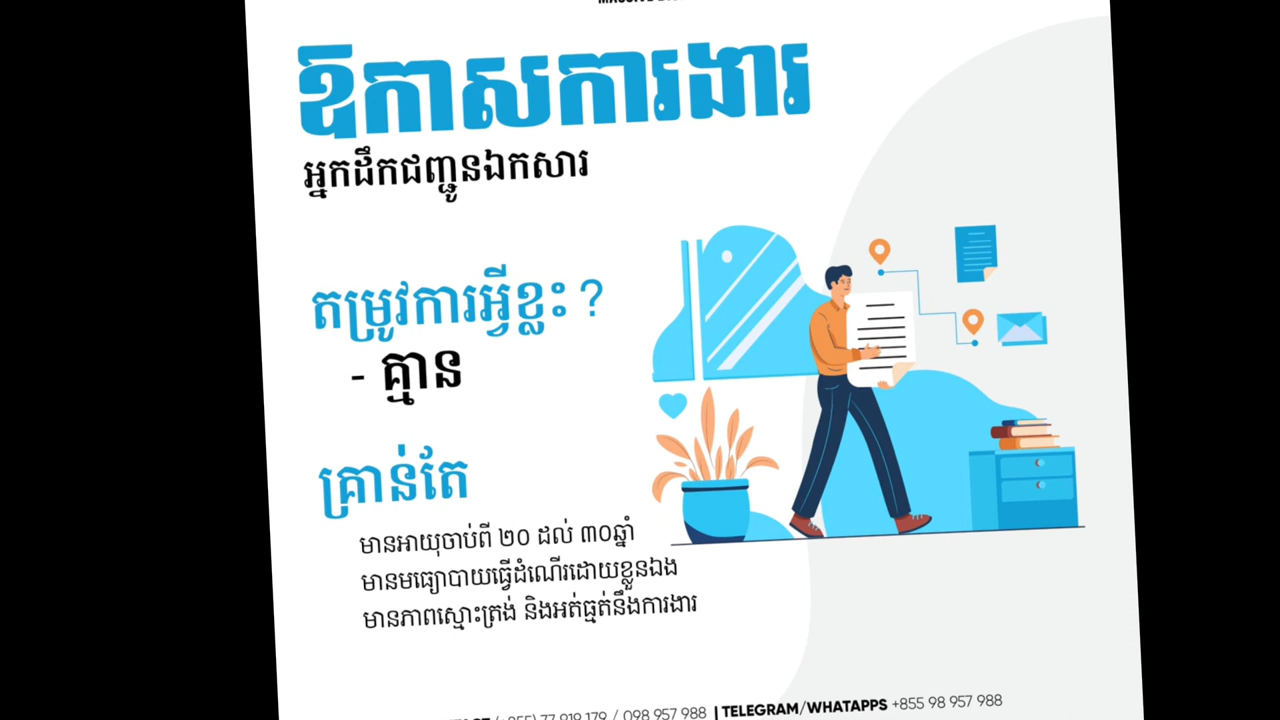 ឱកាសការងារ
អ្នកដឹកជញ្ជូនឯកសារ
តម្រូវការអ្វីខ្លះ ?
- គ្មាន
គ្រាន់តែ
មានអាយុចាប់ពី ២០ ដល់ ៣០ឆ្នាំ
មានមធ្យោបាយធ្វើដំណើរដោយខ្លួនឯង
មានភាពស្មោះត្រង់ និងអត់ធ្មត់នឹងការងារ
(+855) 77 919 179 / 098 957 988 | TELEGRAM/WHATAPPS +855 98 957 988